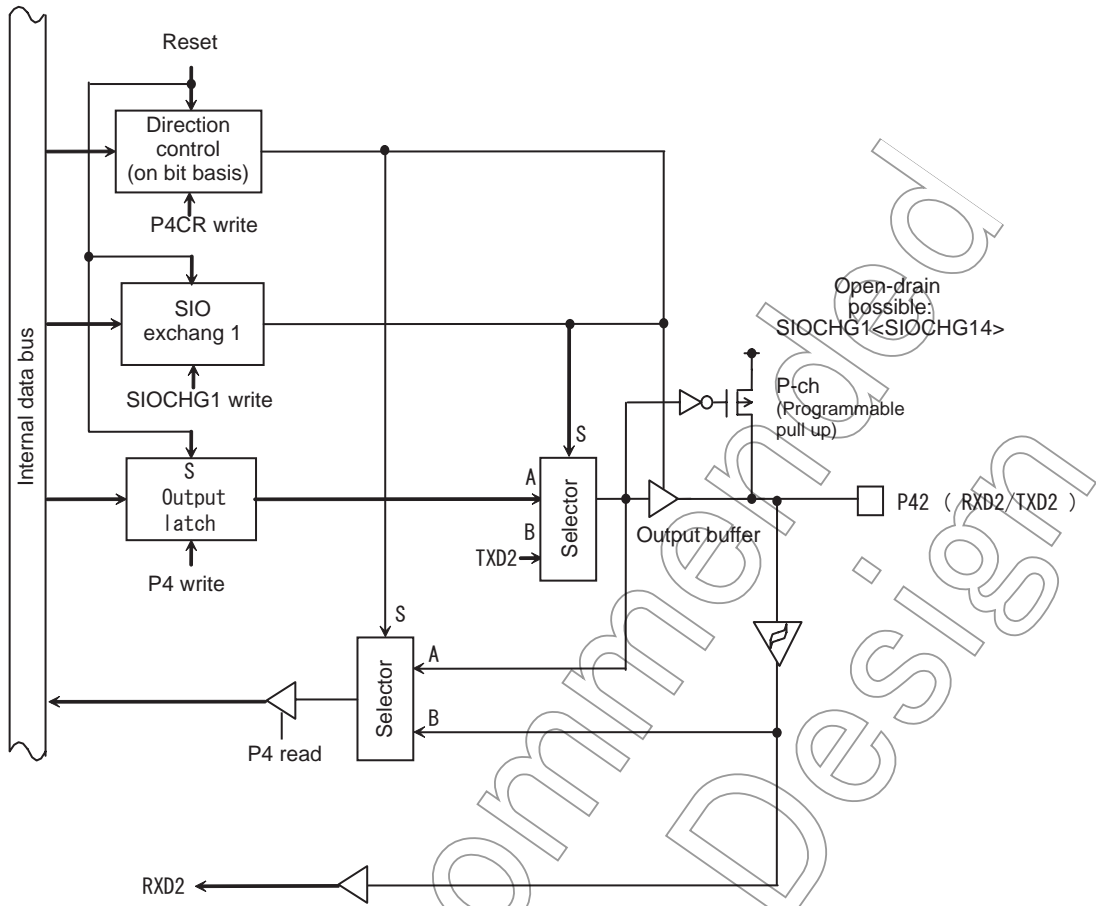 Reset
Direction
control
(on bit basis)
P4CR write
Internal data bus
SIO
exchang 1
SIOCHG1 write
Open-drain
possible:
SIOCHG1<SIOCHG14>
P-ch
(Programmable
pull up)
S
Output
latch
P4 write
S
A
B
TXD2
Selector
Output buffer
P42 ( RXD2/TXD2 )
S
A
B
Selector
P4 read
RXD2
ommended
Design